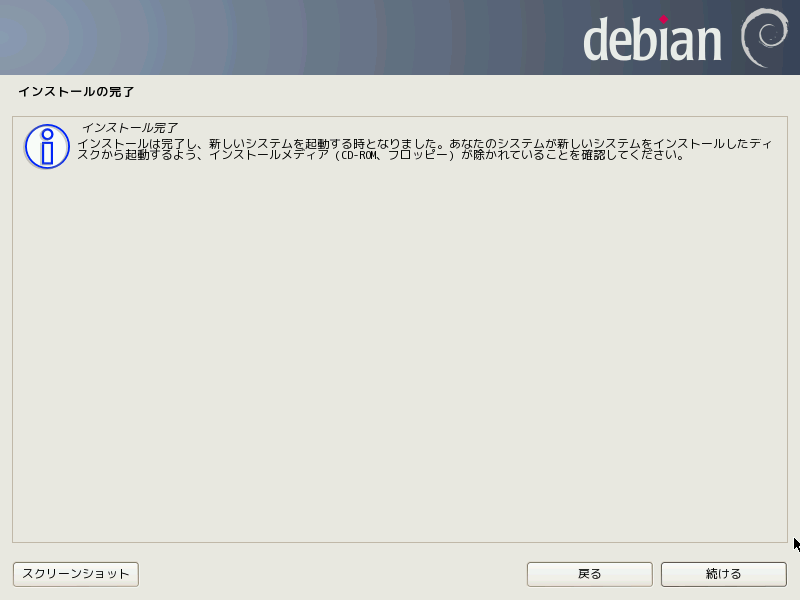 debian
インストールの完了
インストール完了
インストールは完了し、新しいシステムを起動する時となりました。あなたのシステムが新しいシステムをインストールしたディ
スクから起動するよう、インストールメディア (CD-ROM、フロッピー) が除かれていることを確認してください。
スクリーンショット
戻る
続ける